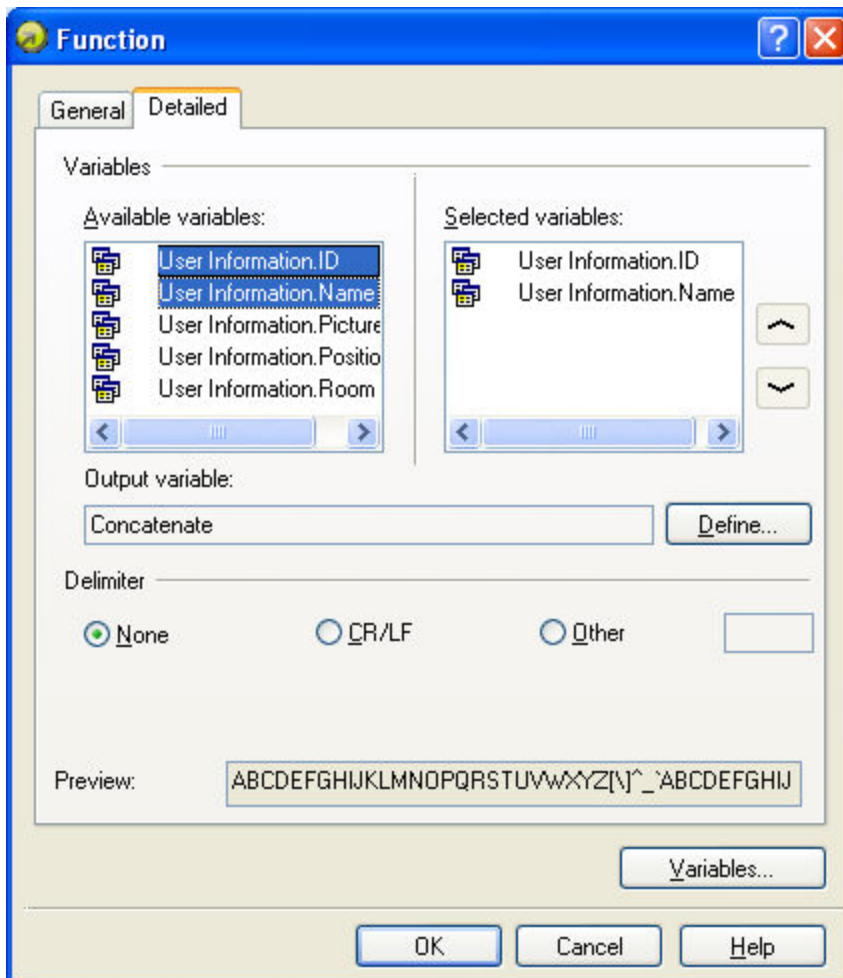 Function
General Detailed
Variables
Available variables:
User Information.ID
User Information.Name
User Information.Picture
User Information.Positio
User Information.Room
Selected variables:
User Information.ID
User Information.Name
Output variable:
Concatenate Define...
Delimiter
None CR/LF Other
Preview: ABCDEFGHIJKLMNOPQRSTUVWXYZ[\]^_`ABCDEFGHIJ
Variables...
OK Cancel Help